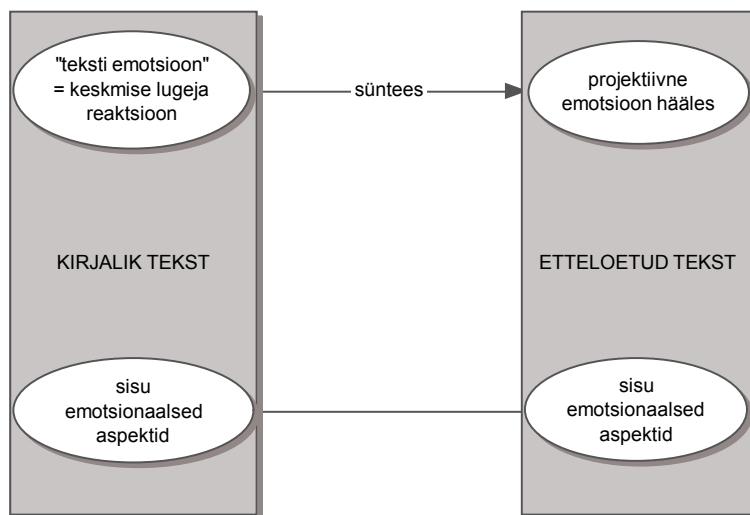 "teksti emotsioon"
= keskmise lugeja
reaktsioon
süntees
projektiivne
emotsioon hääles
KIRJALIK TEKST
ETTELOETUD TEKST
sisu
emotsionaalsed
aspektid
sisu
emotsionaalsed
aspektid